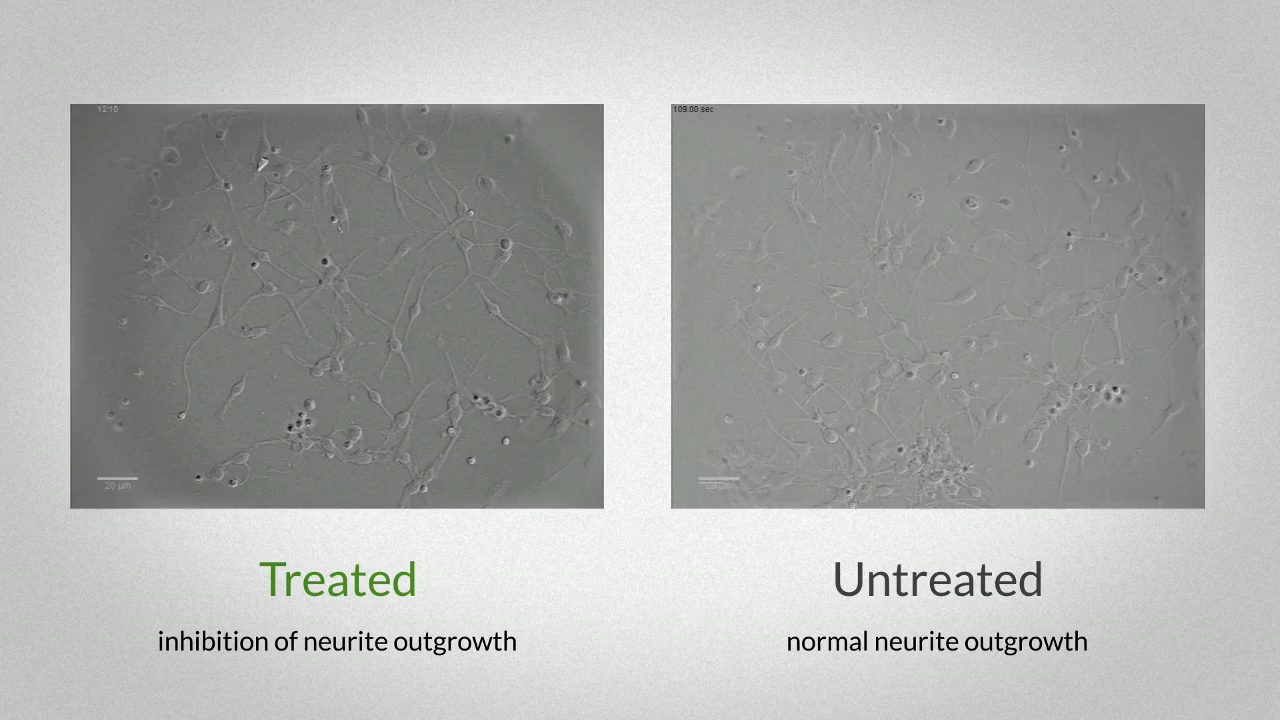 12:10
109.00 sec
20 µm
Treated
Untreated
inhibition of neurite outgrowth
normal neurite outgrowth